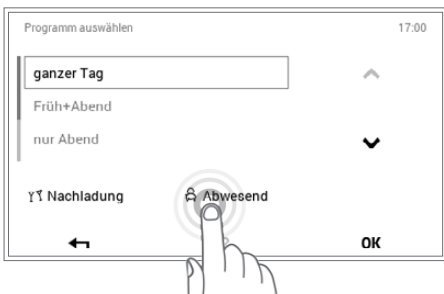 Programm auswählen 17:00
ganzer Tag
Früh+Abend
nur Abend
Nachladung Abwesend
OK